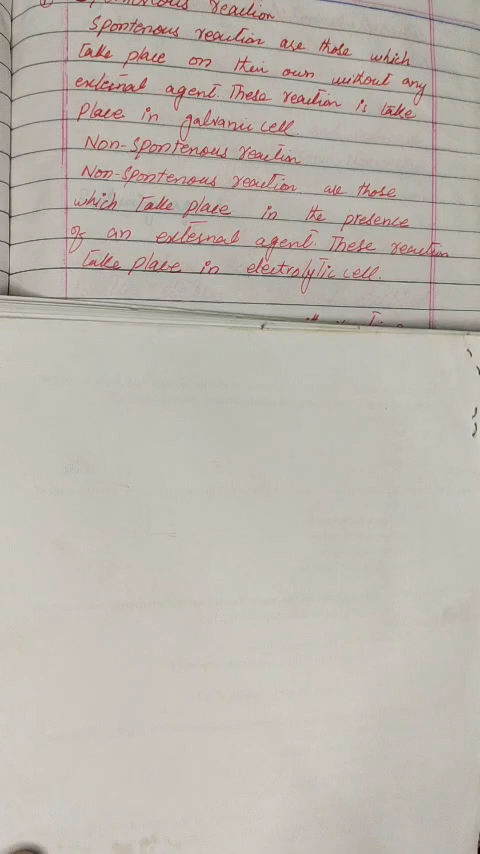 reaction
Spontenous reaction are those which
take place on their own without any
external agent. These reaction is take
place in galvanic cell.
Non-Spontenous reaction
Non-spontenous reaction are those
which take place in the presence
of an external agent. These reaction
take place in electrolytic cell.